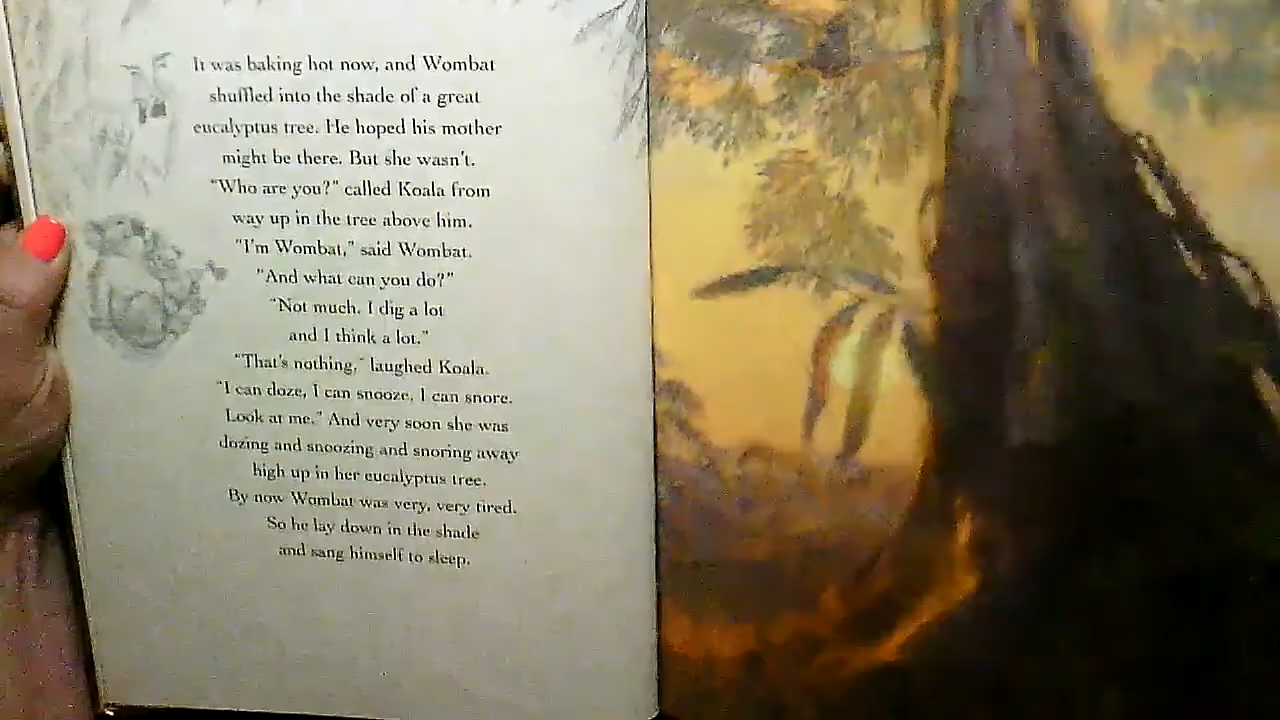 It was baking hot now, and Wombat
shuffled into the shade of a great
eucalyptus tree. He hoped his mother
might be there. But she wasn't.
"Who are you?" called Koala from
way up in the tree above him.
"I'm Wombat," said Wombat.
"And what can you do?"
"Not much. I dig a lot
and I think a lot."
"That's nothing," laughed Koala.
"I can doze, I can snooze, I can snore.
Look at me." And very soon she was
dozing and snoozing and snoring away
high up in her eucalyptus tree.
By now Wombat was very, very tired.
So he lay down in the shade
and sang himself to sleep.